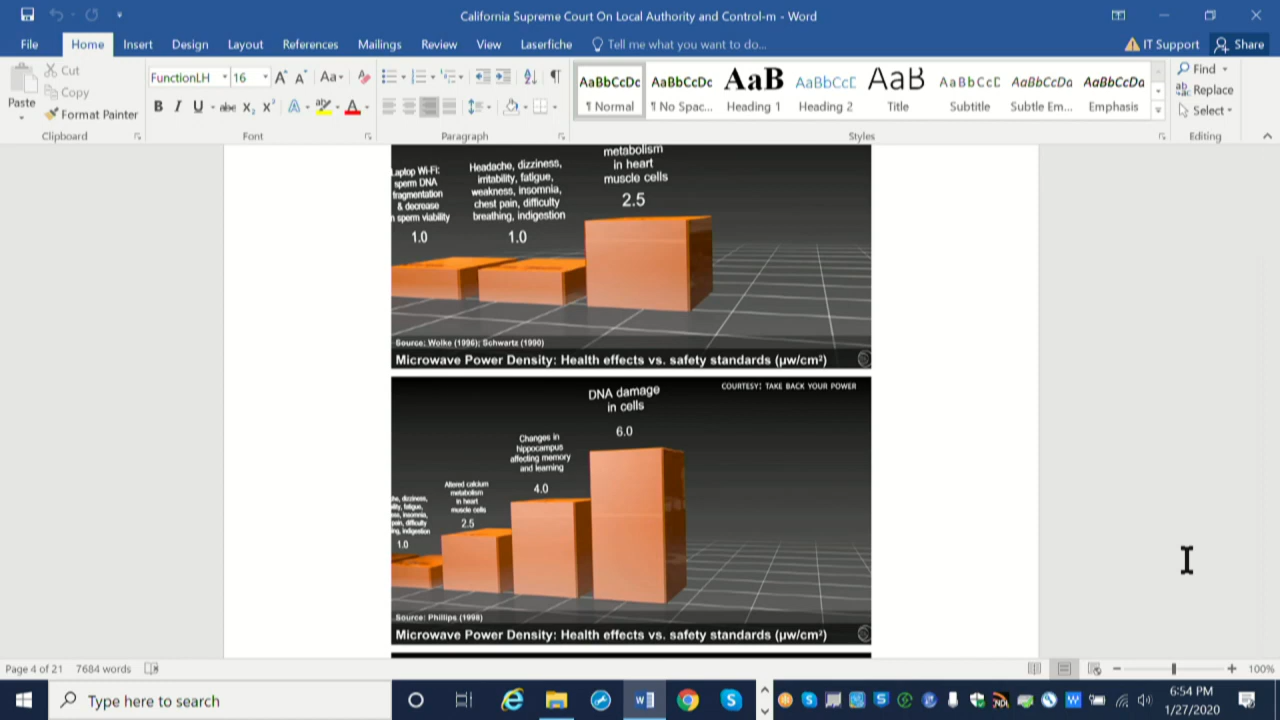 California Supreme Court On Local Authority and Control-m - Word
File Home Insert Design Layout References Mailings Review View Laserfiche Tell me what you want to do... IT Support Share
Paste
Cut
Copy
Format Painter
FunctionLH 16
AaBbCcDc AaBbCcDc AaB AaBbCcC AaB AaBbCcD AaBbCcDa AaBbCcDa
¶ Normal ¶ No Spac... Heading 1 Heading 2 Title Subtitle Subtle Em... Emphasis
Find
Replace
Select
Clipboard Font Paragraph Styles Editing
Laptop Wi-Fi:
sperm DNA
fragmentation
& decrease
n sperm viability
1.0
Headache, dizziness,
irritability, fatigue,
weakness, insomnia,
chest pain, difficulty
breathing, indigestion
1.0
metabolism
in heart
muscle cells
2.5
Source: Wolke (1996); Schwartz (1990)
Microwave Power Density: Health effects vs. safety standards (µw/cm²)
COURTESY: TAKE BACK YOUR POWER
1.0
Altered calcium
metabolism
in heart
muscle cells
2.5
Changes in
hippocampus
affecting memory
and learning
4.0
DNA damage
in cells
6.0
Source: Phillips (1998)
Microwave Power Density: Health effects vs. safety standards (µw/cm²)
Page 4 of 21 7684 words 100%
Type here to search
6:54 PM
1/27/2020